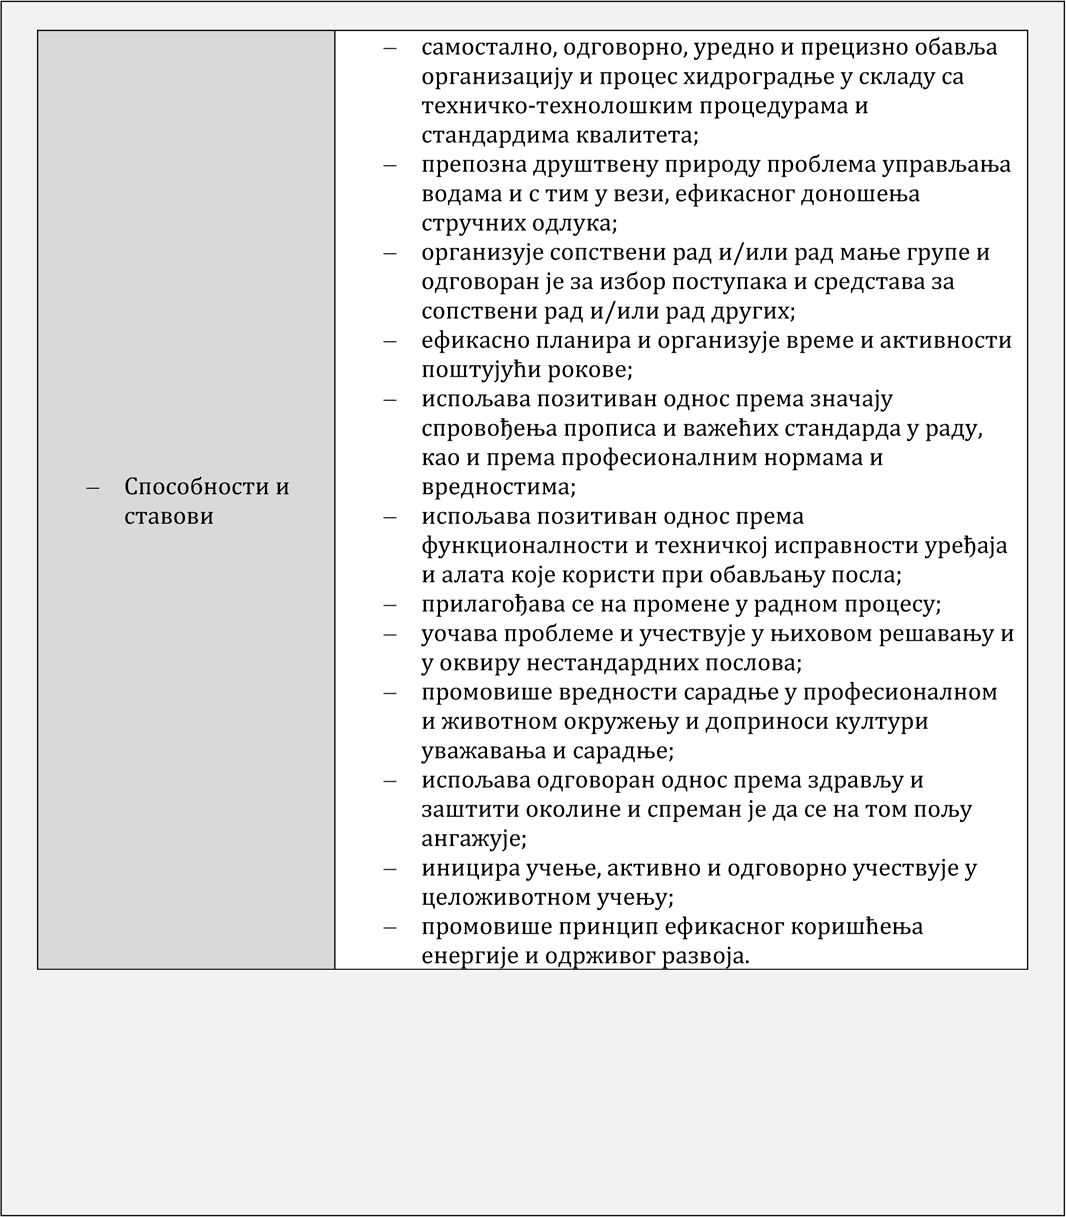 – Способности и
ставови
– самостално, одговорно, уредно и прецизно обавља
организацију и процес хидроградње у складу са
техничко-технолошким процедурама и
стандардима квалитета;
– препозна друштвену природу проблема управљања
водама и с тим у вези, ефикасног доношења
стручних одлука;
– организује сопствени рад и/или рад мање групе и
одговоран је за избор поступака и средстава за
сопствени рад и/или рад других;
– ефикасно планира и организује време и активности
поштујући рокове;
– испољава позитиван однос према значају
спровођења прописа и важећих стандарда у раду,
као и према професионалним нормама и
вредностима;
– испољава позитиван однос према
функционалности и техничкој исправности уређаја
и алата које користи при обављању посла;
– прилагођава се на промене у радном процесу;
– уочава проблеме и учествује у њиховом решавању и
у оквиру нестандардних послова;
– промовише вредности сарадње у професионалном
и животном окружењу и доприноси култури
уважавања и сарадње;
– испољава одговоран однос према здрављу и
заштити околине и спреман је да се на том пољу
ангажује;
– иницира учење, активно и одговорно учествује у
целоживотном учењу;
– промовише принцип ефикасног коришћења
енергије и одрживог развоја.